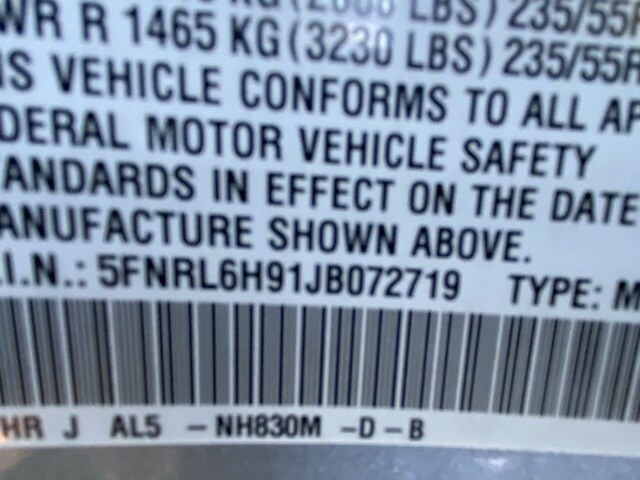 WR R 1465 KG (3230 LBS) 235/55R
IS VEHICLE CONFORMS TO ALL AP
DERAL MOTOR VEHICLE SAFETY
ANDARDS IN EFFECT ON THE DATE
ANUFACTURE SHOWN ABOVE.
.I.N.: 5FNRL6H91JB072719 TYPE: M
HR J AL5 - NH830M -D - B